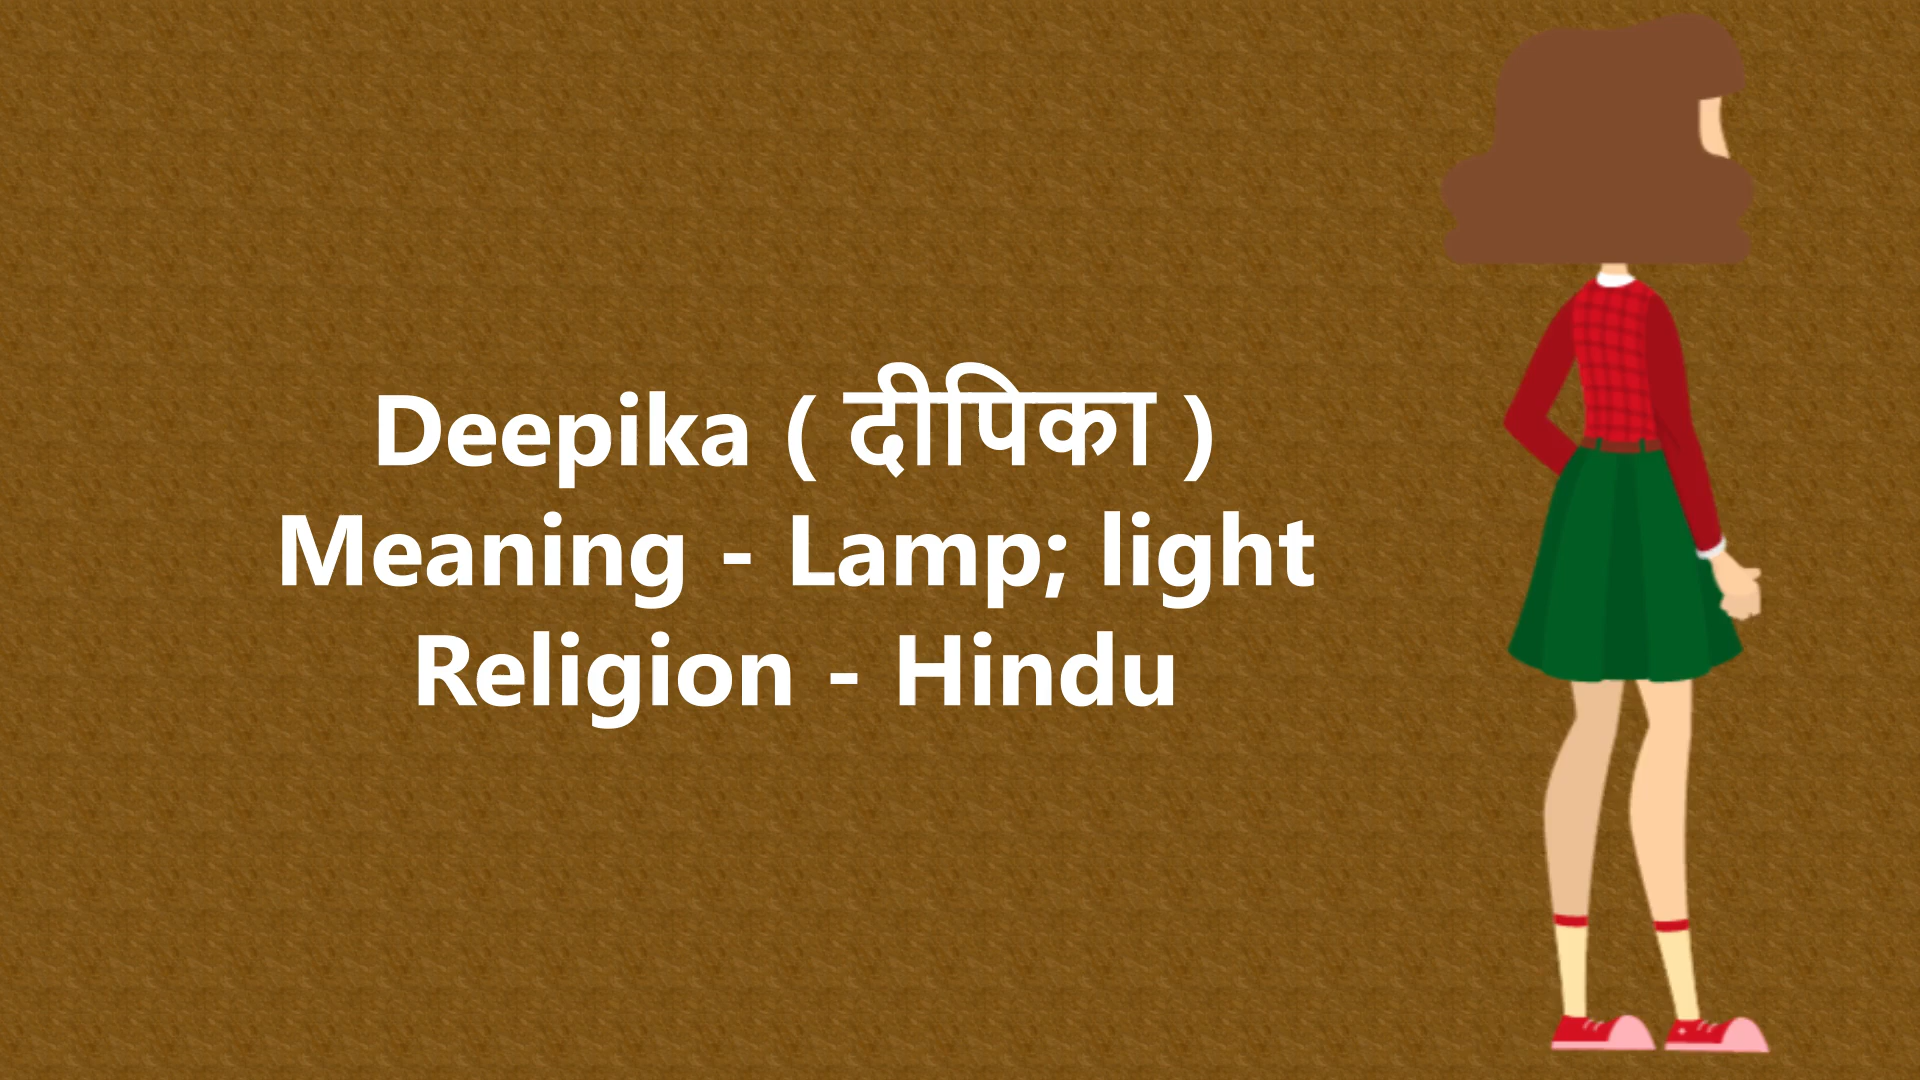 Deepika ( दीपिका )
Meaning - Lamp; light
Religion - Hindu